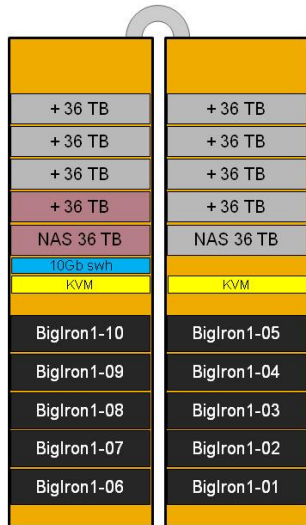 + 36 TB
+ 36 TB
+ 36 TB
+ 36 TB
NAS 36 TB
10Gb swh
KVM
BigIron1-10
BigIron1-09
BigIron1-08
BigIron1-07
BigIron1-06
+ 36 TB
+ 36 TB
+ 36 TB
+ 36 TB
NAS 36 TB
KVM
BigIron1-05
BigIron1-04
BigIron1-03
BigIron1-02
BigIron1-01